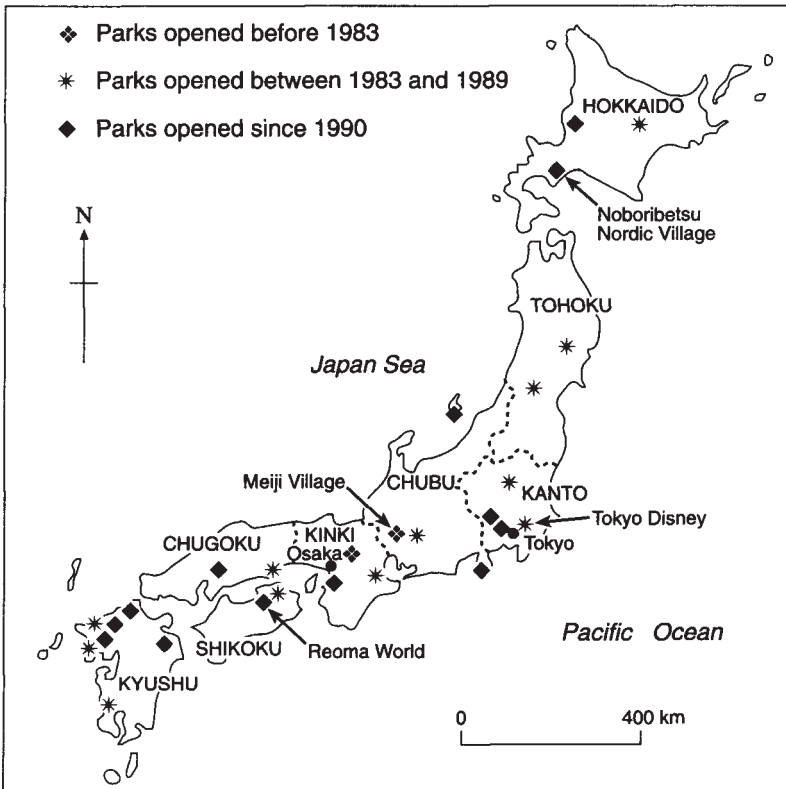 Parks opened before 1983
Parks opened between 1983 and 1989
Parks opened since 1990
N
HOKKAIDO
Noboribetsu
Nordic Village
TOHOKU
Japan Sea
Meiji Village
CHUBU
KANTO
Tokyo Disney
Tokyo
KINKI
Osaka
CHUGOKU
SHIKOKU
Reoma World
Pacific Ocean
KYUSHU
0 400 km